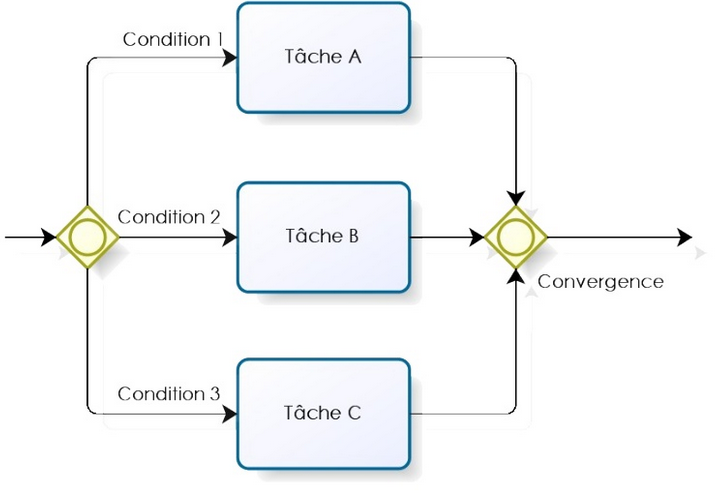 Condition 1
Tâche A
Condition 2
Tâche B
Convergence
Condition 3
Tâche C